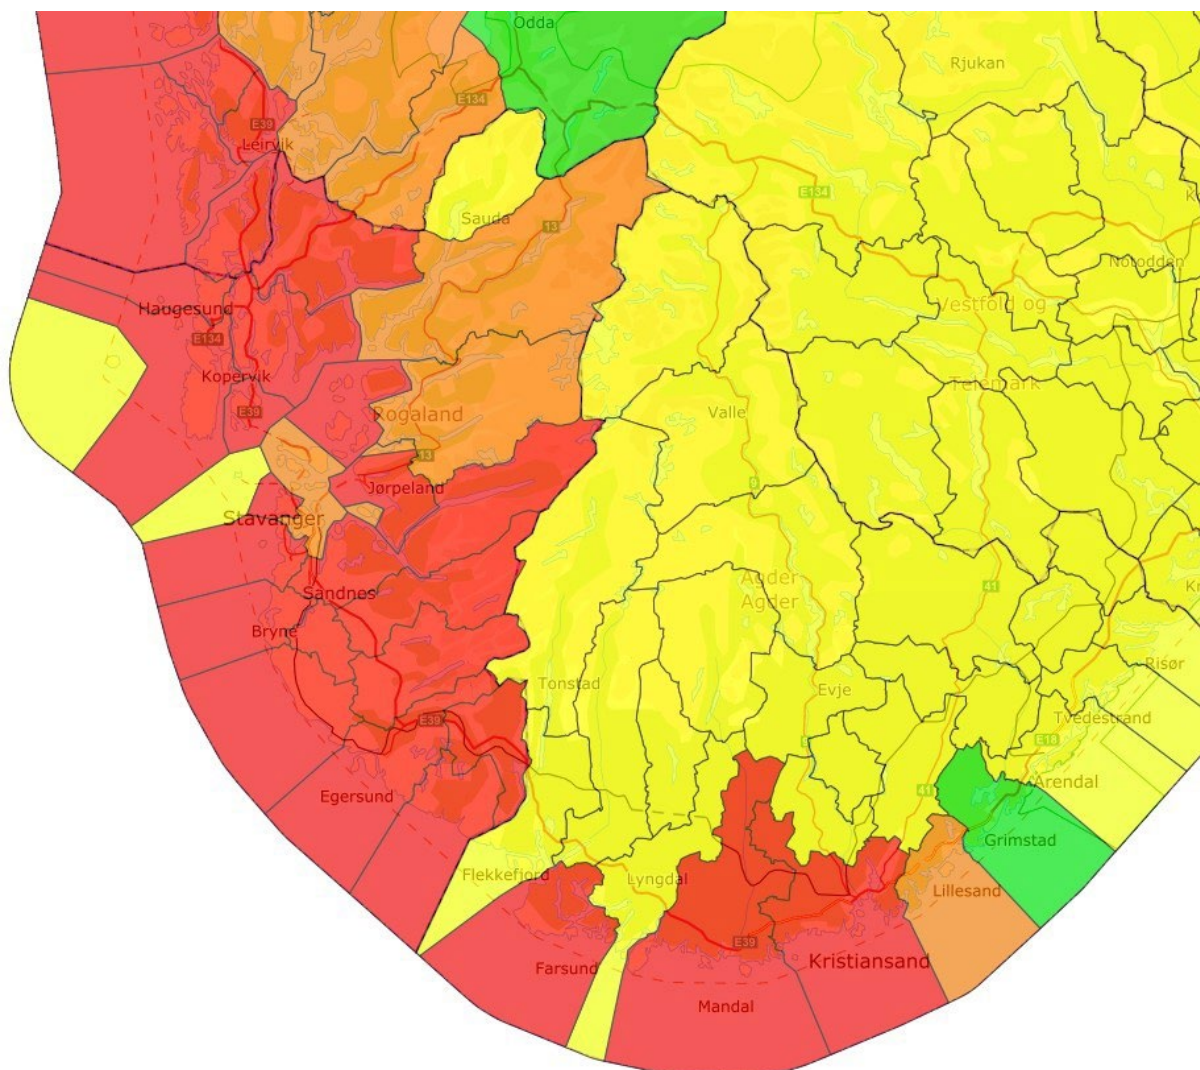 Odda
Rjukan
E134
E39
Leirvik
E134
Sauda
13
Notodden
Haugesund
Vestfold og
E134
Kopervik
Telemark
E39
Rogaland
Valle
13
Jørpeland
9
Stavanger
Agder
Agder
41
Sandnes
Bryne
Risør
Tonstad
Evje
E39
Tvedestrand
E18
Arendal
41
Egersund
Grimstad
Flekkefjord
Lyngdal
Lillesand
E39
Farsund
Kristiansand
Mandal